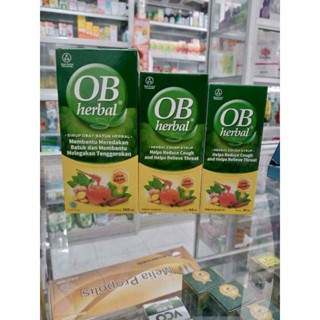 OB
herbal
SIRUP OBAT BATUK HERBAL
Membantu Meredakan
Batuk dan Membantu
Melegakan Tenggorokan
OB
herbal
HERBAL COUGH SYRUP
Helps Reduce Cough
and Helps Relieve Throat
OB
herbal
HERBAL COUGH SYRUP
Helps Reduce Cough
and Helps Relieve Throat
Melia Propolis
VCO